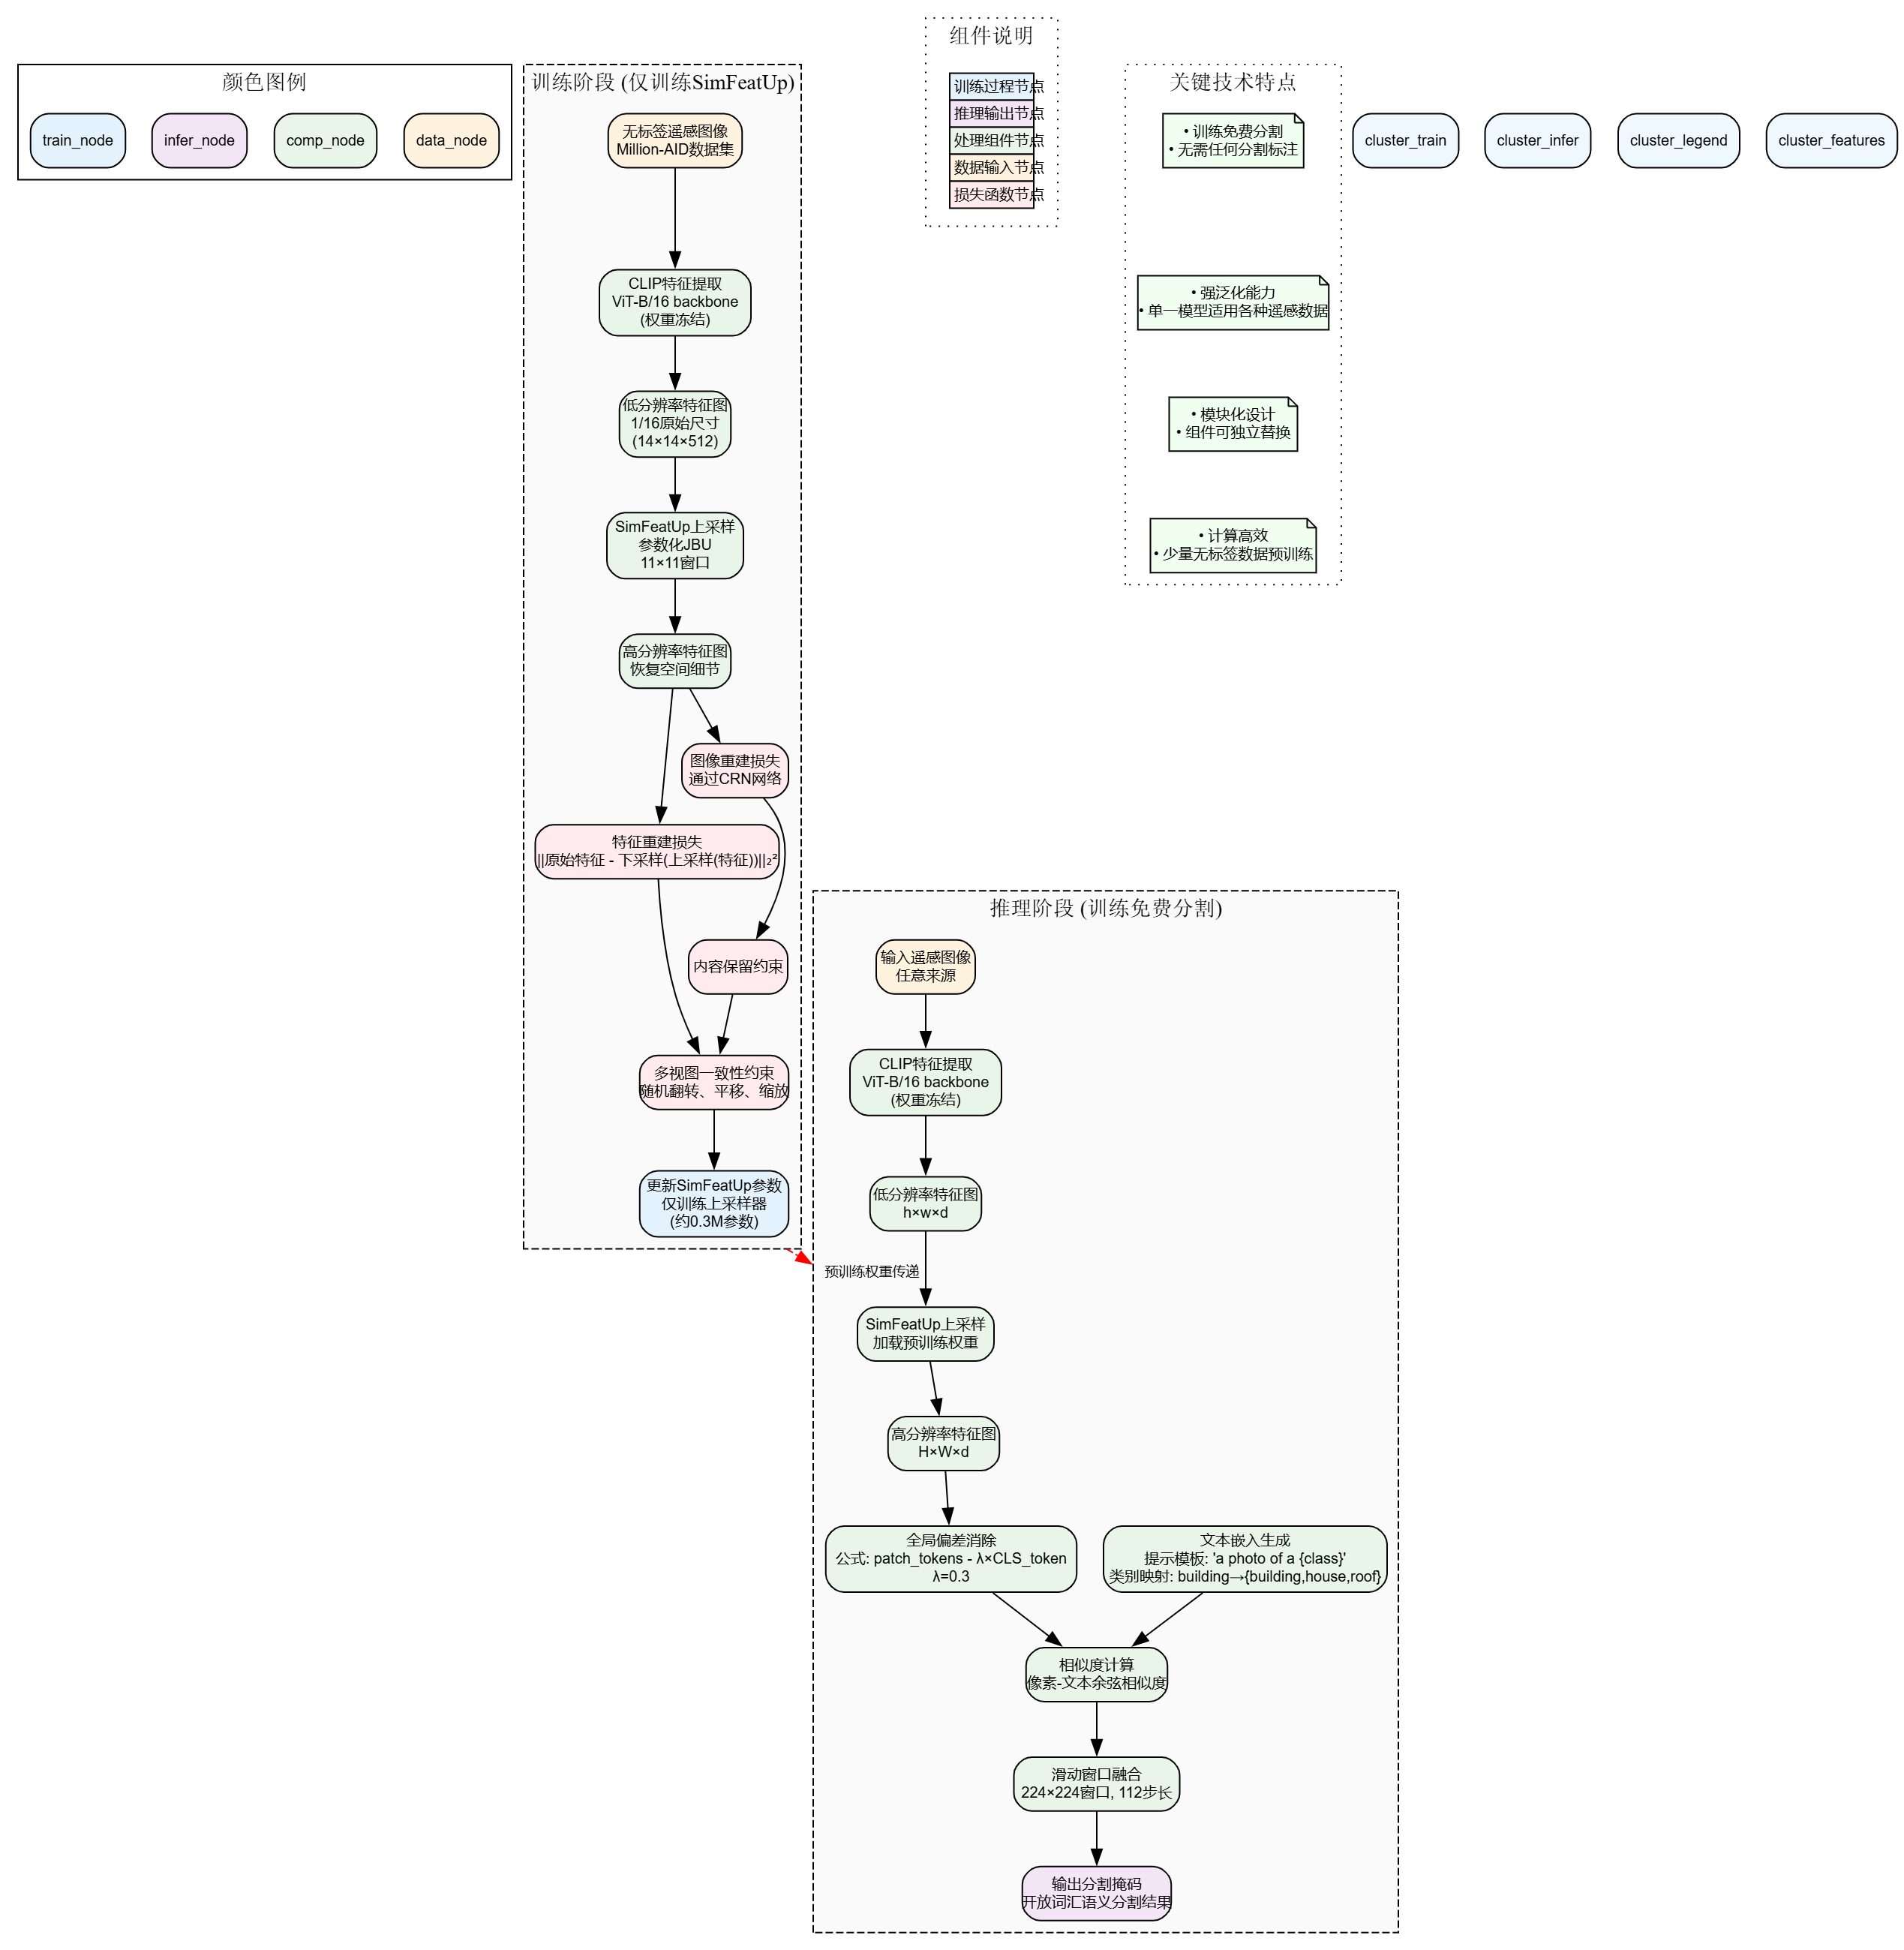 颜色图例
train_node
infer_node
comp_node
data_node
训练阶段 (仅训练SimFeatUp)
无标签遥感图像
Million-AID数据集
CLIP特征提取
ViT-B/16 backbone
(权重冻结)
低分辨率特征图
1/16原始尺寸
(14×14×512)
SimFeatUp上采样
参数化JBU
11×11窗口
高分辨率特征图
恢复空间细节
图像重建损失
通过CRN网络
特征重建损失
||原始特征 - 下采样(上采样(特征))||₂²
内容保留约束
多视图一致性约束
随机翻转、平移、缩放
更新SimFeatUp参数
仅训练上采样器
(约0.3M参数)
组件说明
训练过程节点
推理输出节点
处理组件节点
数据输入节点
损失函数节点
关键技术特点
• 训练免费分割
• 无需任何分割标注
• 强泛化能力
• 单一模型适用各种遥感数据
• 模块化设计
• 组件可独立替换
• 计算高效
• 少量无标签数据预训练
cluster_train
cluster_infer
cluster_legend
cluster_features
推理阶段 (训练免费分割)
输入遥感图像
任意来源
CLIP特征提取
ViT-B/16 backbone
(权重冻结)
低分辨率特征图
h×w×d
预训练权重传递
SimFeatUp上采样
加载预训练权重
高分辨率特征图
H×W×d
全局偏差消除
公式: patch_tokens - λ×CLS_token
λ=0.3
文本嵌入生成
提示模板: 'a photo of a {class}'
类别映射: building→{building,house,roof}
相似度计算
像素-文本余弦相似度
滑动窗口融合
224×224窗口, 112步长
输出分割掩码
开放词汇语义分割结果